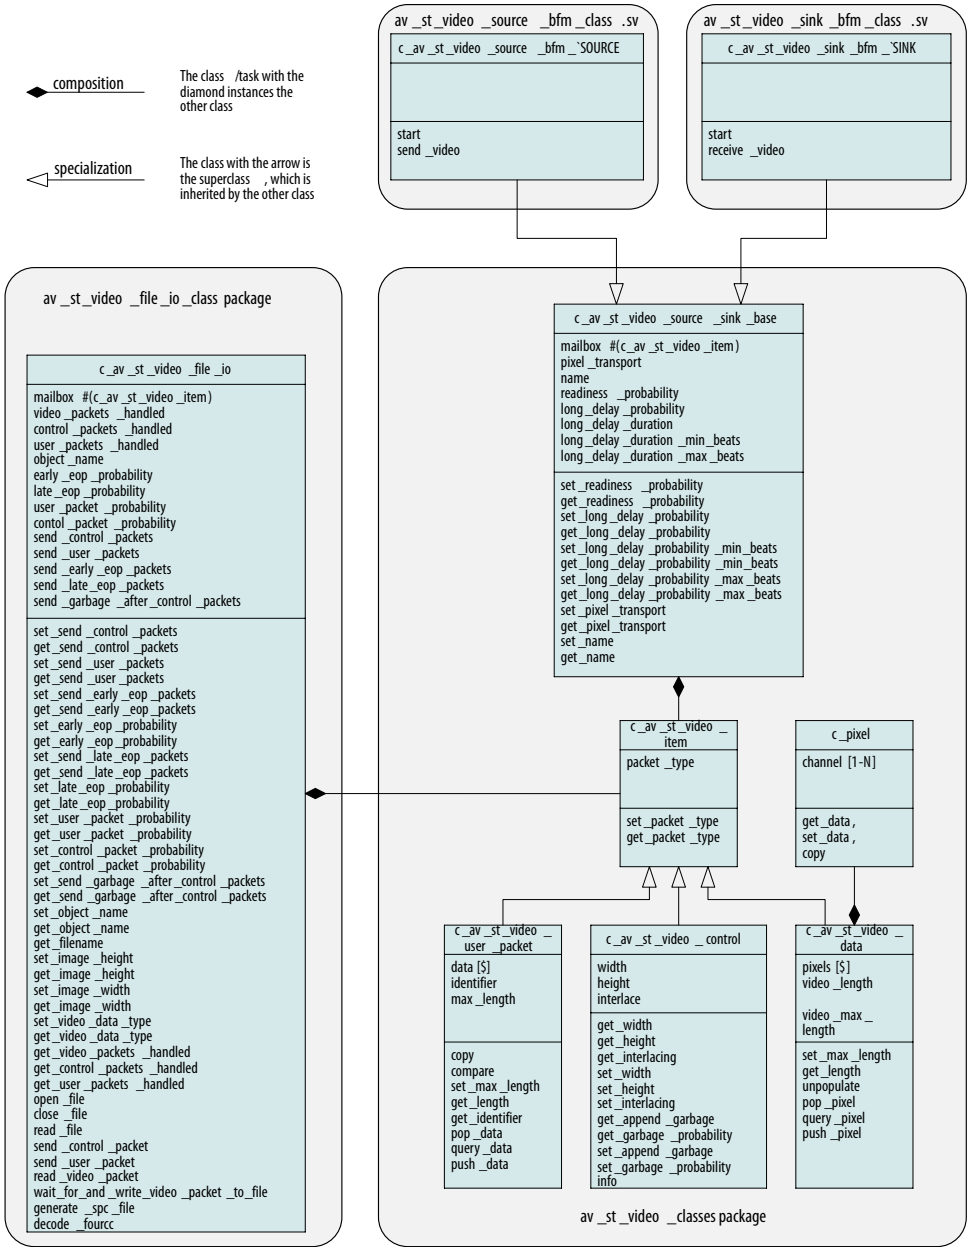 av _st _video _source _bfm _class .sv
c _av _st _video _source _bfm _`SOURCE
start
send _video
av _st _video _sink _bfm _class .sv
c _av _st _video _sink _bfm _`SINK
start
receive _video
composition
The class /task with the
diamond instances the
other class
specialization
The class with the arrow is
the superclass , which is
inherited by the other class
av _st _video _file _io _class package
c _av _st _video _file _io
mailbox #(c _av _st _video _item )
video _packets _handled
control _packets _handled
user _packets _handled
object _name
early _eop _probability
late _eop _probability
user _packet _probability
contol _packet _probability
send _control _packets
send _user _packets
send _early _eop _packets
send _late _eop _packets
send _garbage _after _control _packets
set _send _control _packets
get _send _control _packets
set _send _user _packets
get _send _user _packets
set _send _early _eop _packets
get _send _early _eop _packets
set _early _eop _probability
get _early _eop _probability
set _send _late _eop _packets
get _send _late _eop _packets
set _late _eop _probability
get _late _eop _probability
set _user _packet _probability
get _user _packet _probability
set _control _packet _probability
get _control _packet _probability
set _send _garbage _after _control _packets
get _send _garbage _after _control _packets
set _object _name
get _object _name
get _filename
set _image _height
get _image _height
set _image _width
get _image _width
set _video _data _type
get _video _data _type
get _video _packets _handled
get _control _packets _handled
get _user _packets _handled
open _file
close _file
read _file
send _control _packet
send _user _packet
read _video _packet
wait _for _and _write _video _packet _to _file
generate _spc _file
decode _fourcc
c _av _st _video _source _sink _base
mailbox #(c _av _st _video _item )
pixel _transport
name
readiness _probability
long _delay _probability
long _delay _duration
long _delay _duration _min _beats
long _delay _duration _max _beats
set _readiness _probability
get _readiness _probability
set _long _delay _probability
get _long _delay _probability
set _long _delay _probability _min _beats
get _long _delay _probability _min _beats
set _long _delay _probability _max _beats
get _long _delay _probability _max _beats
set _pixel _transport
get _pixel _transport
set _name
get _name
c _av _st _video _
item
packet _type
set _packet _type
get _packet _type
c _pixel
channel [1-N]
get _data ,
set _data ,
copy
c _av _st _video _
user _packet
data [$]
identifier
max _length
copy
compare
set _max _length
get _length
get _identifier
pop _data
query _data
push _data
c _av _st _video _ control
width
height
interlace
get _width
get _height
get _interlacing
set _width
set _height
set _interlacing
get _append _garbage
get _garbage _probability
set _append _garbage
set _garbage _probability
info
c _av _st _video _
data
pixels [$]
video _length
video _max _
length
set _max _length
get _length
unpopulate
pop _pixel
query _pixel
push _pixel
av _st _video _classes package